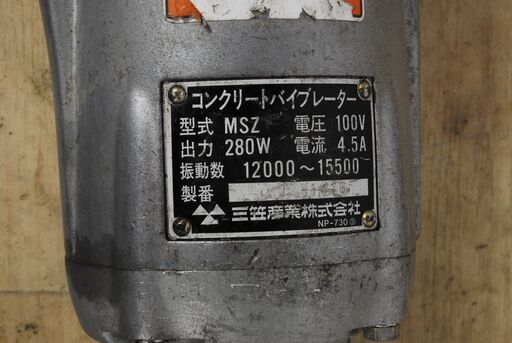 コンクリートバイブレーター
型式 MSZ 電圧 100V
出力 280W 電流 4.5A
振動数 12000～15500
製番
三笠産業株式会社
NP-730